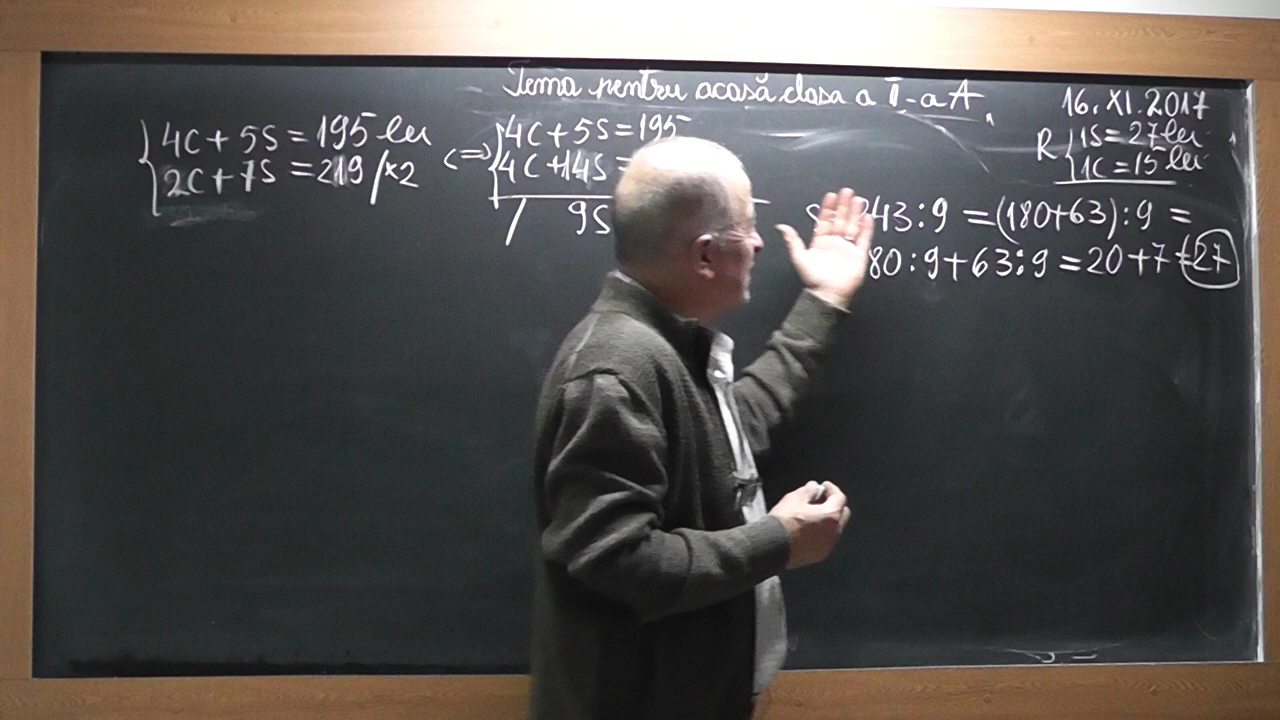 Tema pentru acasă clasa a V-a A
16.XI.2017
4C + 5S = 195 lei
2C + 7S = 219 /×2
<=>
4C + 5S = 195
4C + 14S =
/ 9S
R 1S = 27 lei
1C = 15 lei
243:9 = (180+63):9 =
80:9 + 63:9 = 20 + 7 = 27